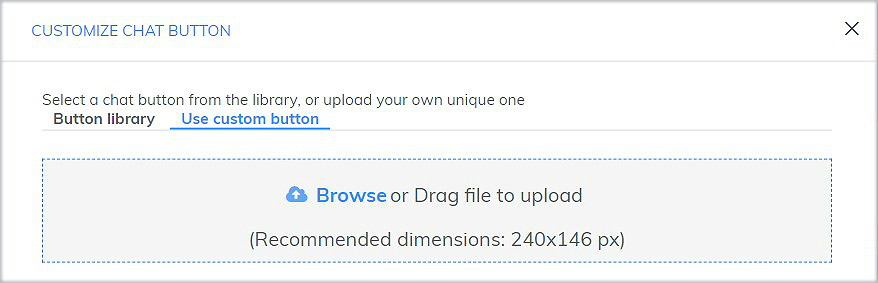 CUSTOMIZE CHAT BUTTON
Select a chat button from the library, or upload your own unique one
Button library Use custom button
Browse or Drag file to upload
(Recommended dimensions: 240x146 px)